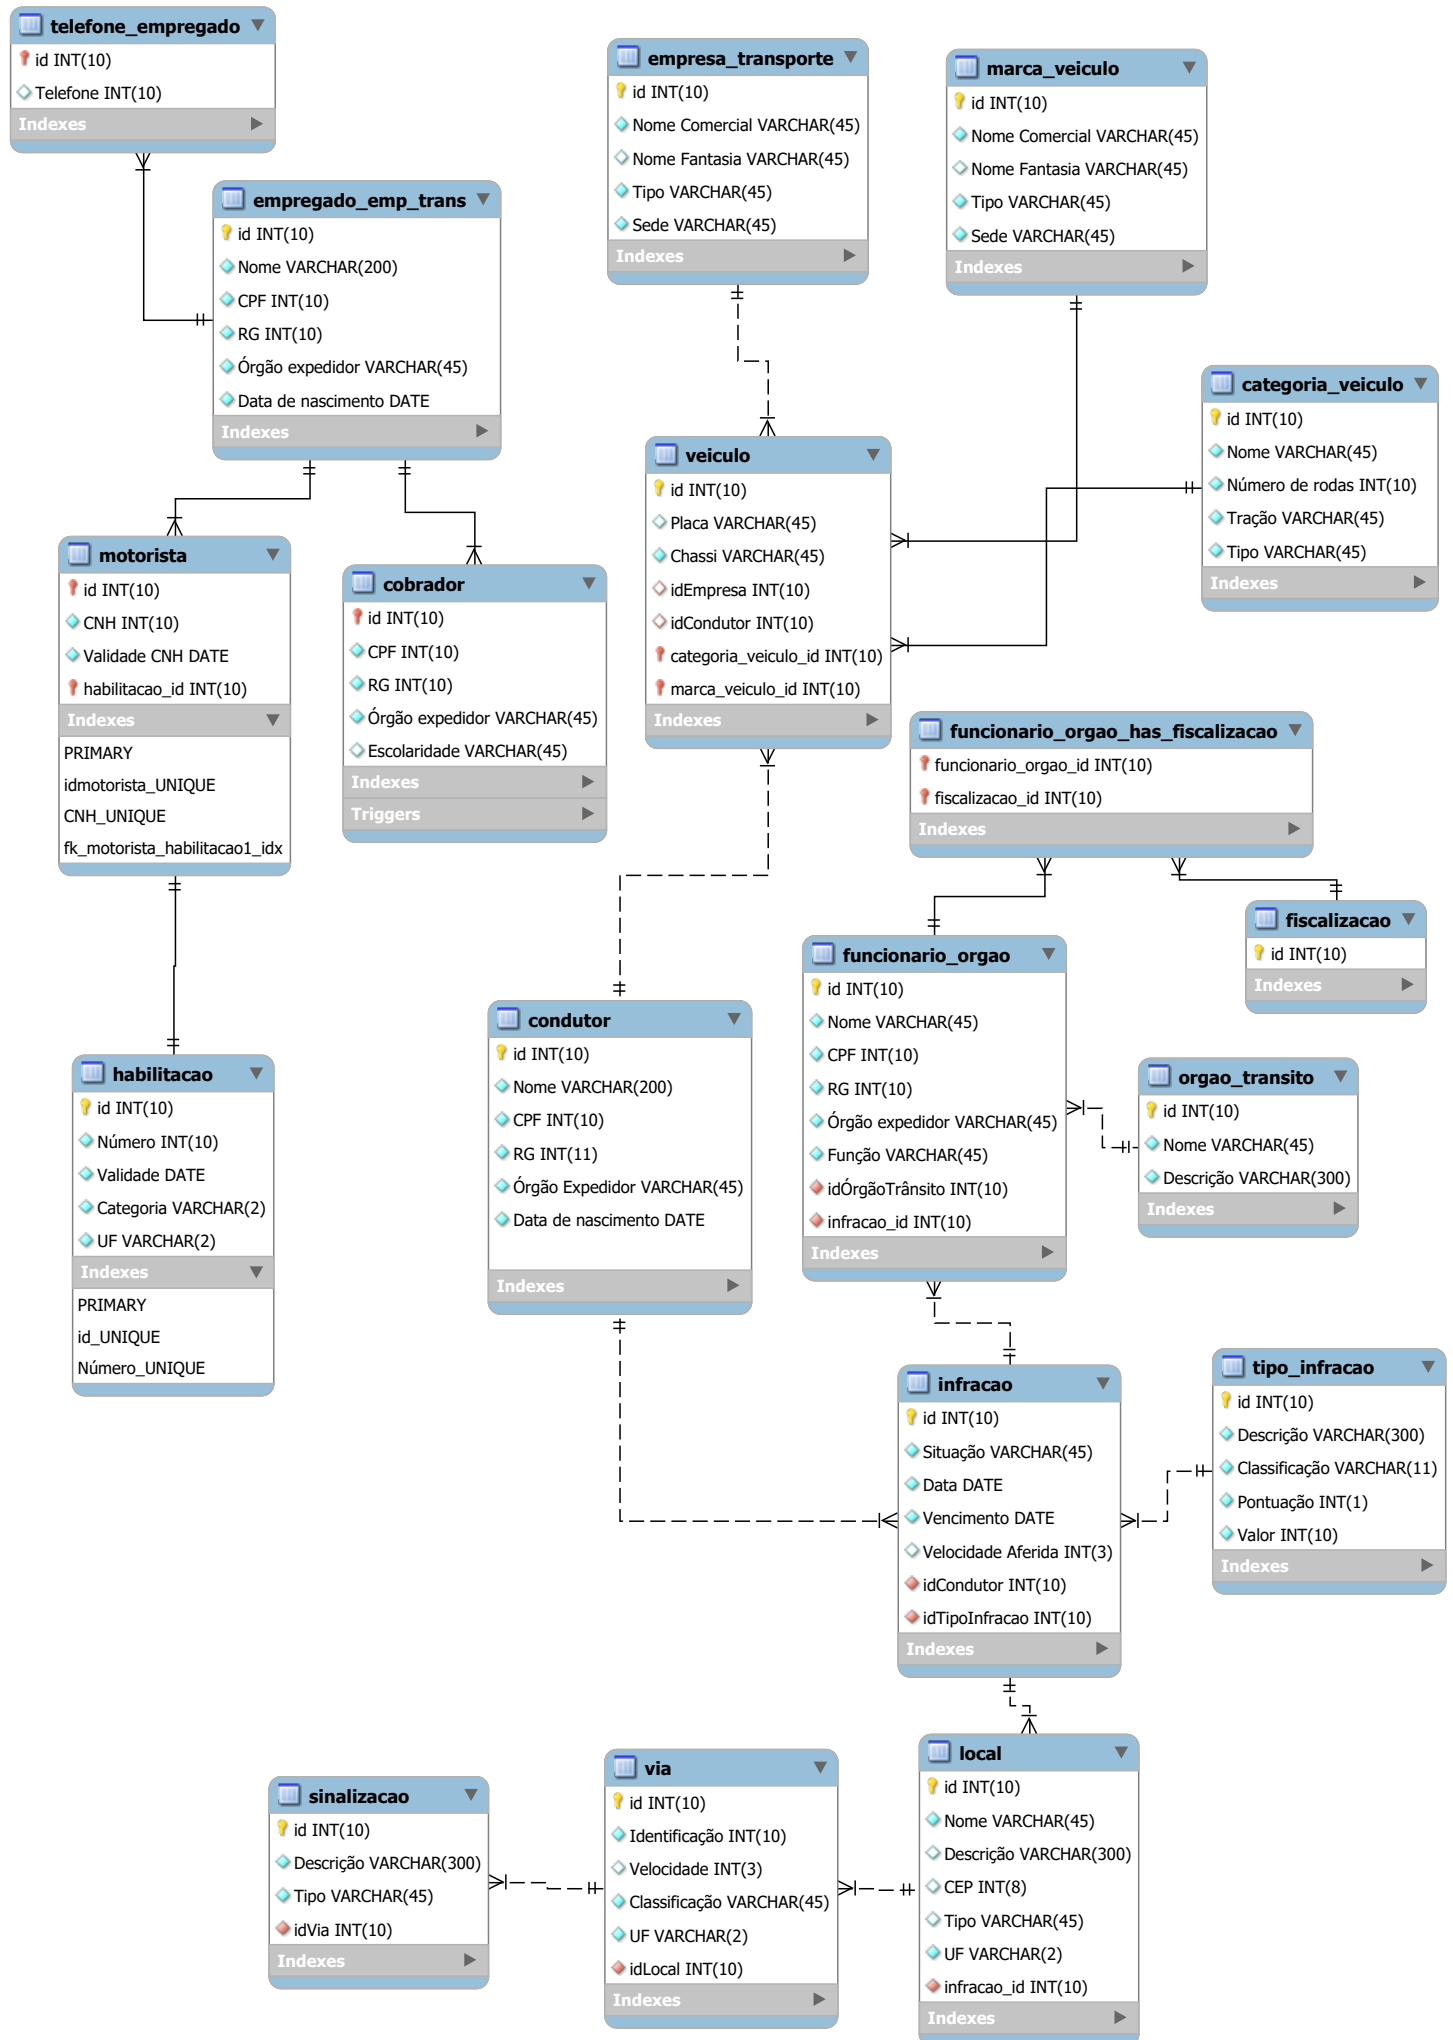 telefone_empregado
id INT(10)
Telefone INT(10)
Indexes
empresa_transporte
id INT(10)
Nome Comercial VARCHAR(45)
Nome Fantasia VARCHAR(45)
Tipo VARCHAR(45)
Sede VARCHAR(45)
Indexes
marca_veiculo
id INT(10)
Nome Comercial VARCHAR(45)
Nome Fantasia VARCHAR(45)
Tipo VARCHAR(45)
Sede VARCHAR(45)
Indexes
empregado_emp_trans
id INT(10)
Nome VARCHAR(200)
CPF INT(10)
RG INT(10)
Órgão expedidor VARCHAR(45)
Data de nascimento DATE
Indexes
categoria_veiculo
id INT(10)
Nome VARCHAR(45)
Número de rodas INT(10)
Tração VARCHAR(45)
Tipo VARCHAR(45)
Indexes
veiculo
id INT(10)
Placa VARCHAR(45)
Chassi VARCHAR(45)
idEmpresa INT(10)
idCondutor INT(10)
categoria_veiculo_id INT(10)
marca_veiculo_id INT(10)
Indexes
motorista
id INT(10)
CNH INT(10)
Validade CNH DATE
habilitacao_id INT(10)
Indexes
PRIMARY
idmotorista_UNIQUE
CNH_UNIQUE
fk_motorista_habilitacao1_idx
cobrador
id INT(10)
CPF INT(10)
RG INT(10)
Órgão expedidor VARCHAR(45)
Escolaridade VARCHAR(45)
Indexes
Triggers
funcionario_orgao_has_fiscalizacao
funcionario_orgao_id INT(10)
fiscalizacao_id INT(10)
Indexes
fiscalizacao
id INT(10)
Indexes
funcionario_orgao
id INT(10)
Nome VARCHAR(45)
CPF INT(10)
RG INT(10)
Órgão expedidor VARCHAR(45)
Função VARCHAR(45)
idÓrgãoTrânsito INT(10)
infracao_id INT(10)
Indexes
condutor
id INT(10)
Nome VARCHAR(200)
CPF INT(10)
RG INT(11)
Órgão Expedidor VARCHAR(45)
Data de nascimento DATE
Indexes
habilitacao
id INT(10)
Número INT(10)
Validade DATE
Categoria VARCHAR(2)
UF VARCHAR(2)
Indexes
PRIMARY
id_UNIQUE
Número_UNIQUE
orgao_transito
id INT(10)
Nome VARCHAR(45)
Descrição VARCHAR(300)
Indexes
infracao
id INT(10)
Situação VARCHAR(45)
Data DATE
Vencimento DATE
Velocidade Aferida INT(3)
idCondutor INT(10)
idTipoInfracao INT(10)
Indexes
tipo_infracao
id INT(10)
Descrição VARCHAR(300)
Classificação VARCHAR(11)
Pontuação INT(1)
Valor INT(10)
Indexes
sinalizacao
id INT(10)
Descrição VARCHAR(300)
Tipo VARCHAR(45)
idVia INT(10)
Indexes
via
id INT(10)
Identificação INT(10)
Velocidade INT(3)
Classificação VARCHAR(45)
UF VARCHAR(2)
idLocal INT(10)
Indexes
local
id INT(10)
Nome VARCHAR(45)
Descrição VARCHAR(300)
CEP INT(8)
Tipo VARCHAR(45)
UF VARCHAR(2)
infracao_id INT(10)
Indexes